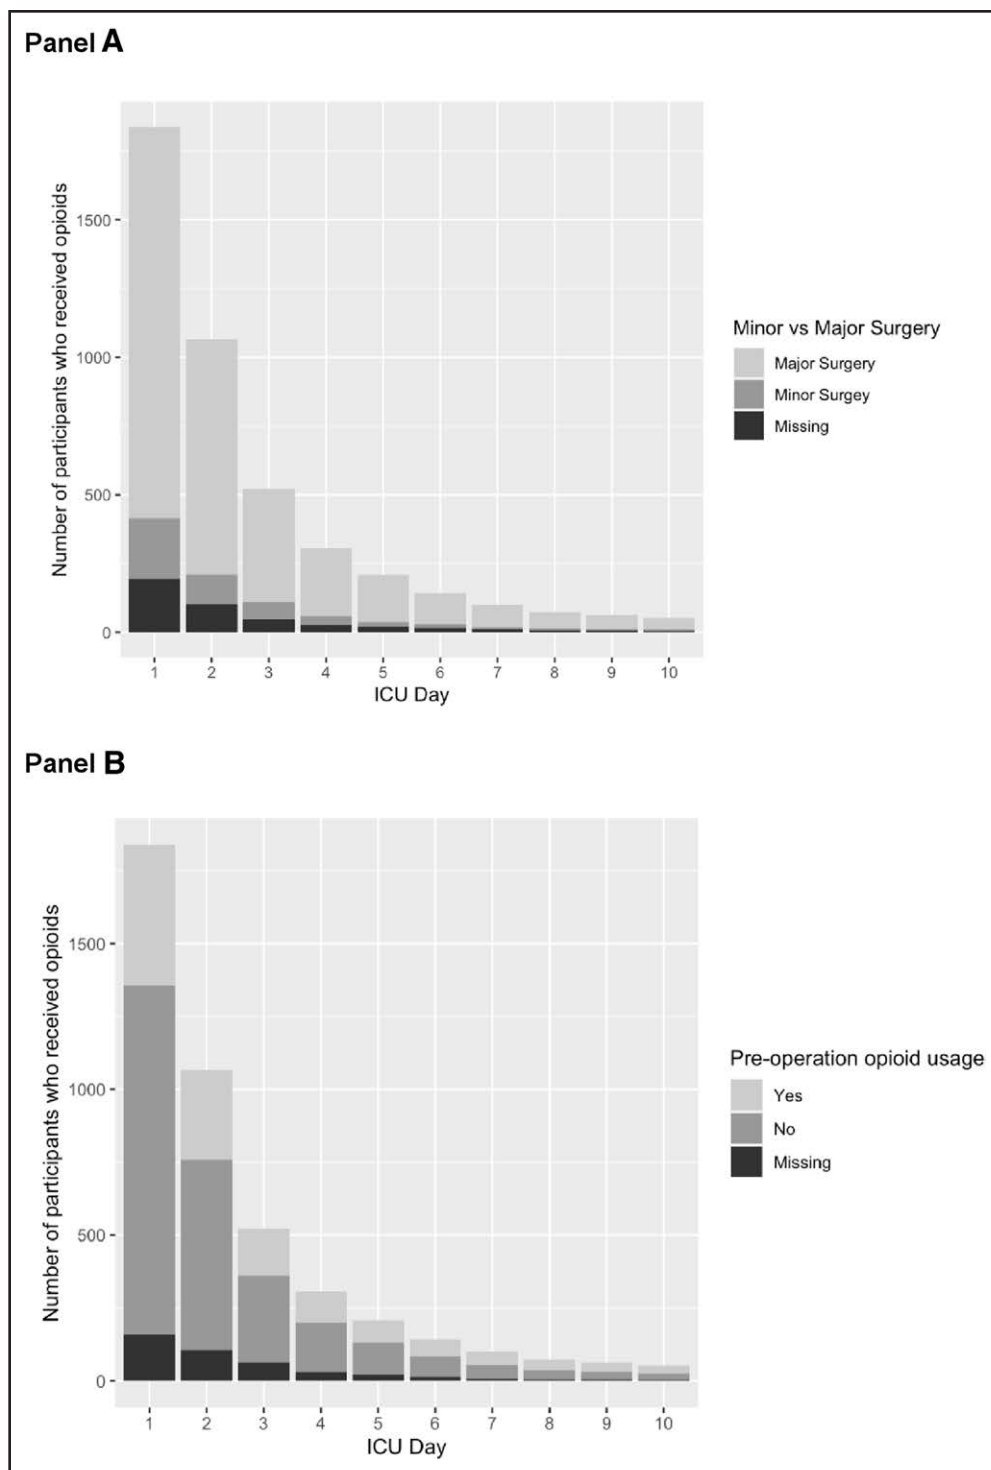 Panel A
Number of participants who received opioids
1500
1000
500
0
1 2 3 4 5 6 7 8 9 10
ICU Day
Minor vs Major Surgery
Major Surgery
Minor Surgey
Missing
Panel B
Number of participants who received opioids
1500
1000
500
0
1 2 3 4 5 6 7 8 9 10
ICU Day
Pre-operation opioid usage
Yes
No
Missing